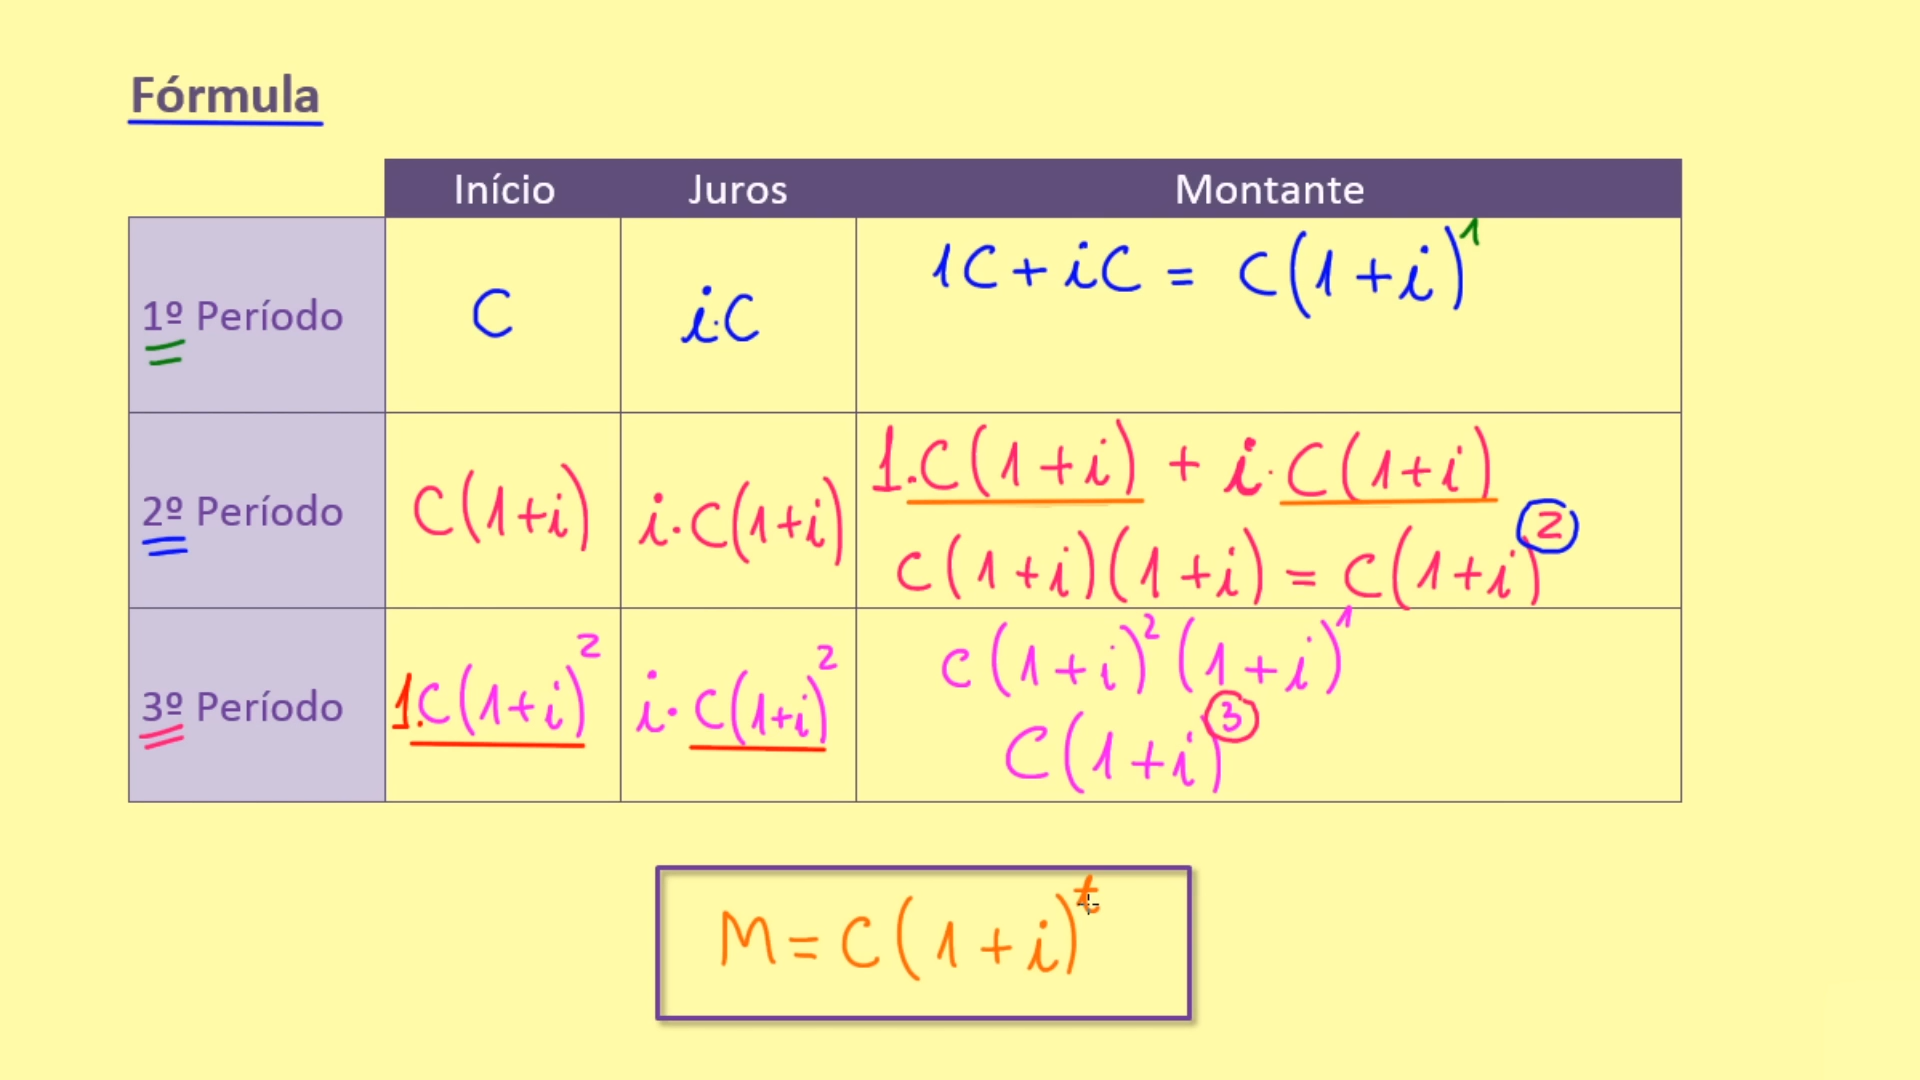 Fórmula
Início Juros Montante
1º Período C i·C 1C + iC = C(1+i)¹
2º Período C(1+i) i·C(1+i) 1.C(1+i) + i·C(1+i)
C(1+i)(1+i) = C(1+i)²
3º Período 1.C(1+i)² i·C(1+i)² C(1+i)²(1+i)¹
C(1+i)³
M = C(1+i)ᵗ